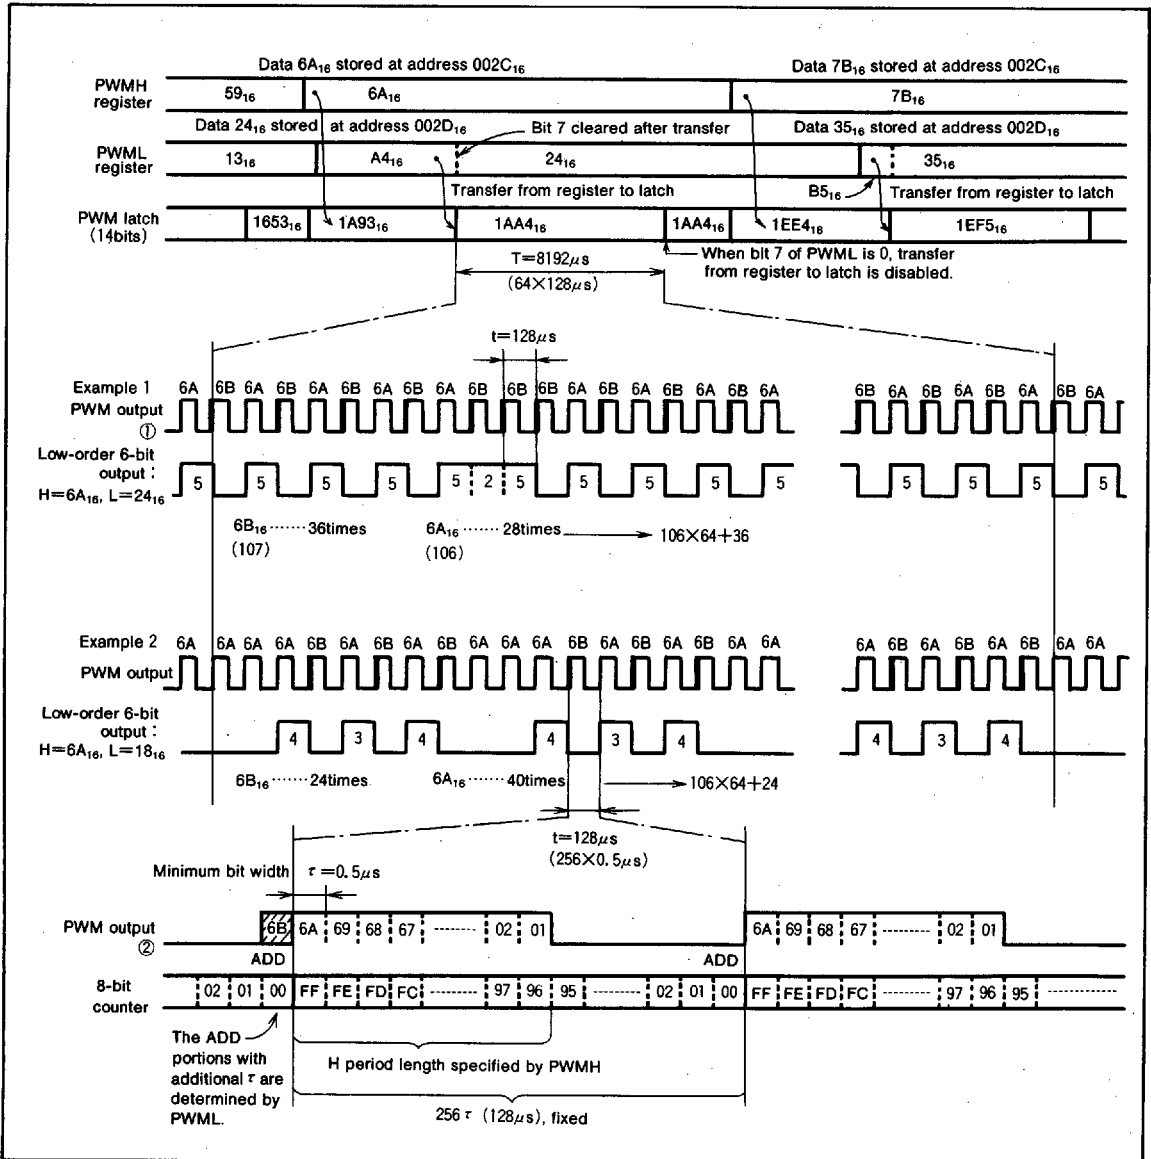 Data 6A₁₆ stored at address 002C₁₆ Data 7B₁₆ stored at address 002C₁₆
PWMH register 59₁₆ 6A₁₆ 7B₁₆
Data 24₁₆ stored at address 002D₁₆ Bit 7 cleared after transfer Data 35₁₆ stored at address 002D₁₆
PWML register 13₁₆ A4₁₆ 24₁₆ 35₁₆
Transfer from register to latch B5₁₆ Transfer from register to latch
PWM latch (14bits) 1653₁₆ 1A93₁₆ 1AA4₁₆ 1AA4₁₆ 1EE4₁₆ 1EF5₁₆
When bit 7 of PWML is 0, transfer
from register to latch is disabled.
T=8192μs
(64×128μs)
t=128μs
Example 1 6A 6B 6A 6B 6A 6B 6A 6B 6A 6B 6B 6B 6A 6B 6A 6B 6A 6B 6A 6B 6A 6B 6A 6B 6A 6B 6A
PWM output
①
Low-order 6-bit
output :
H=6A₁₆, L=24₁₆ 5 5 5 5 5 2 5 5 5 5 5 5 5 5 5
6B₁₆ ······· 36times 6A₁₆ ······· 28times 106×64+36
(107) (106)
Example 2 6A 6A 6A 6A 6B 6A 6B 6A 6B 6A 6A 6A 6B 6A 6B 6A 6B 6A 6A 6A 6B 6A 6B 6A 6B 6A 6A
PWM output
Low-order 6-bit
output :
H=6A₁₆, L=18₁₆ 4 3 4 4 3 4 4 3 4
6B₁₆ ······ 24times 6A₁₆ ······ 40times 106×64+24
t=128μs
(256×0.5μs)
Minimum bit width τ=0.5μs
PWM output 6B 6A 69 68 67 -------- 02 01 6A 69 68 67 -------- 02 01
②
ADD ADD
8-bit counter 02 01 00 FF FE FD FC -------- 97 96 95 -------- 02 01 00 FF FE FD FC -------- 97 96 95 --------
The ADD
portions with
additional τ are
determined by
PWML.
H period length specified by PWMH
256 τ (128μs), fixed